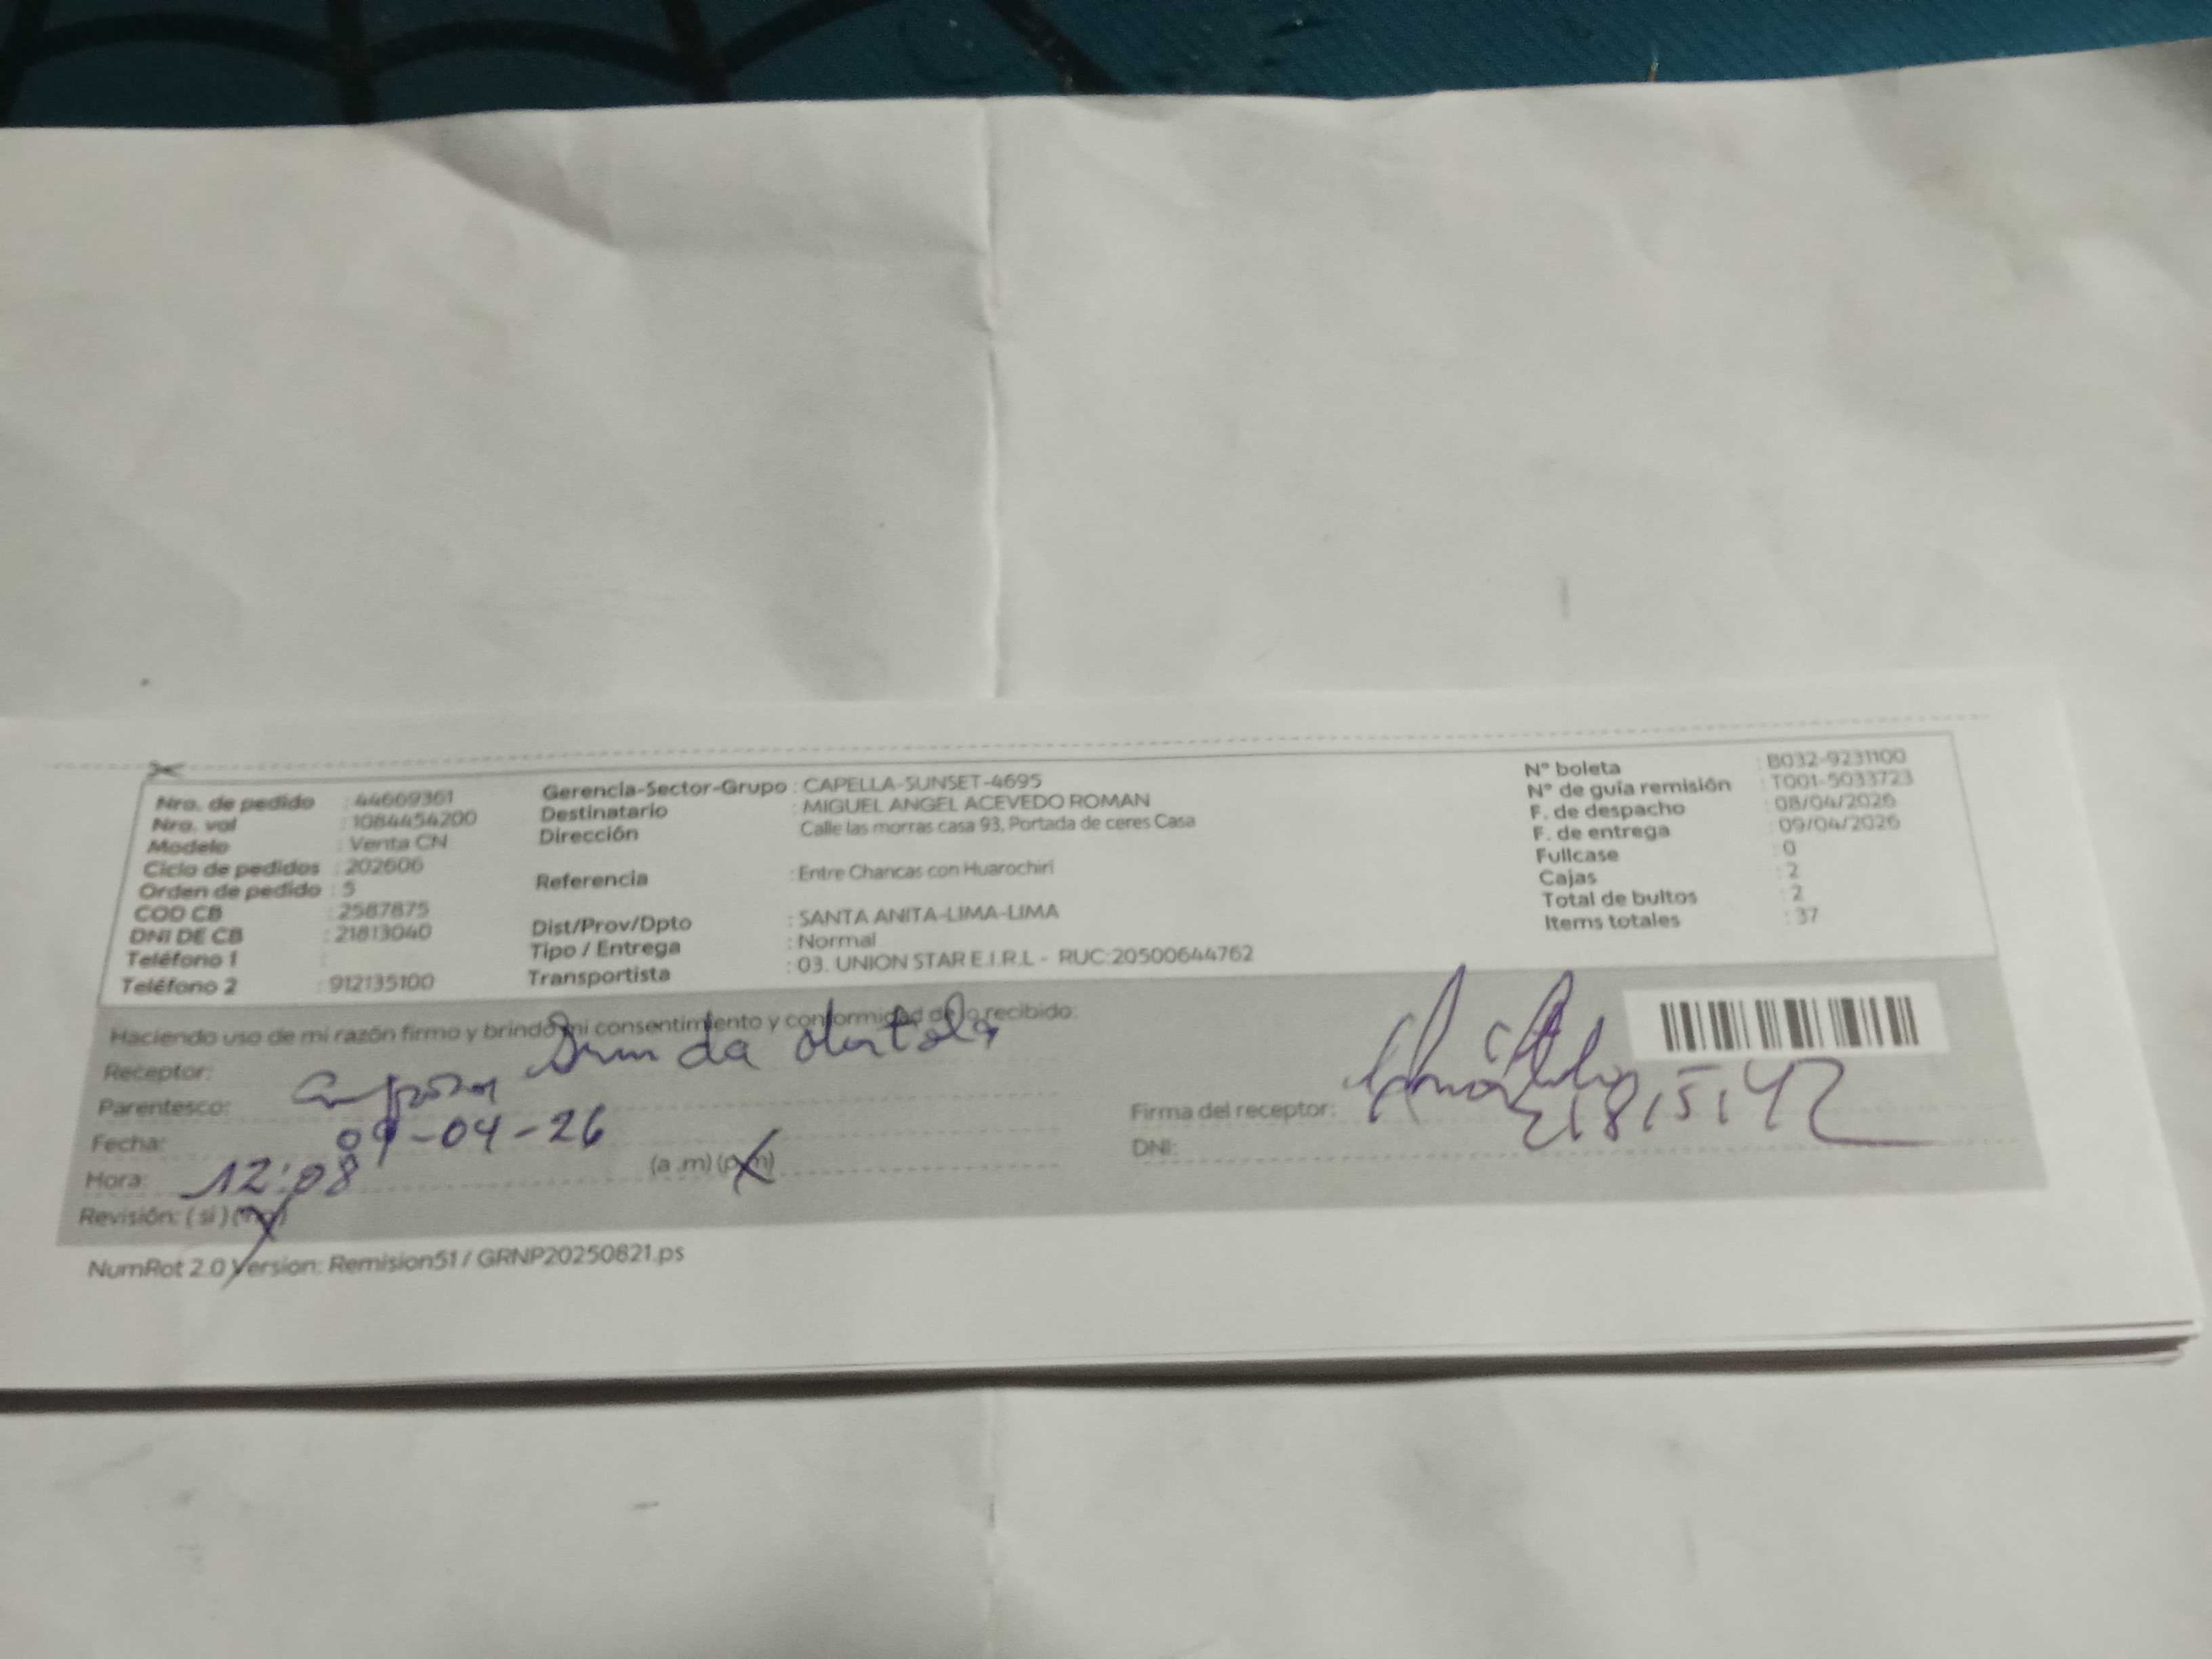 Nro. de pedido : 44669361
Nro. val : 1084454200
Modelo : Venta CN
Ciclo de pedidos : 202606
Orden de pedido : 5
COD CB : 2587875
DNI DE CB : 21813040
Teléfono 1 :
Teléfono 2 : 912135100
Gerencia-Sector-Grupo : CAPELLA-SUNSET-4695
Destinatario : MIGUEL ANGEL ACEVEDO ROMAN
Dirección : Calle las morras casa 93, Portada de ceres Casa
Referencia : Entre Chancas con Huarochirí
Dist/Prov/Dpto : SANTA ANITA-LIMA-LIMA
Tipo / Entrega : Normal
Transportista : 03. UNION STAR E.I.R.L - RUC:20500644762
Nº boleta : B032-9231100
Nº de guía remisión : T001-5033723
F. de despacho : 08/04/2026
F. de entrega : 09/04/2026
Fullcase : 0
Cajas : 2
Total de bultos : 2
Items totales : 37
Haciendo uso de mi razón firmo y brindo mi consentimiento y conformidad de lo recibido:
Receptor:
Parentesco:
Fecha: 09-04-26
Hora: 12:08 (a.m) (p.m)
Revisión: (si) (no)
Firma del receptor:
DNI:
NumRot 2.0 Version: Remision51 / GRNP20250821.ps